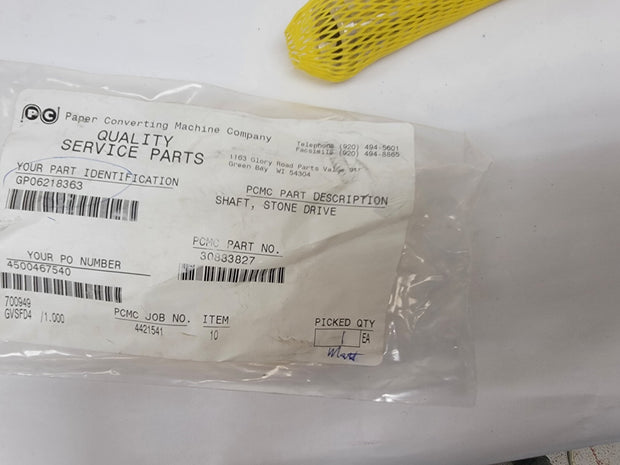 PC Paper Converting Machine Company
QUALITY
SERVICE PARTS
Telephone (920) 494-5601
Facsimile (920) 494-8865
1163 Glory Road Parts
Green Bay WI 54304
YOUR PART IDENTIFICATION
GP06218363
PCMC PART DESCRIPTION
SHAFT, STONE DRIVE
PCMC PART NO.
30833827
YOUR PO NUMBER
4500467540
700949
GVSFD4 /1.000
PCMC JOB NO.
4421541
ITEM
10
PICKED QTY
1 EA
Matt